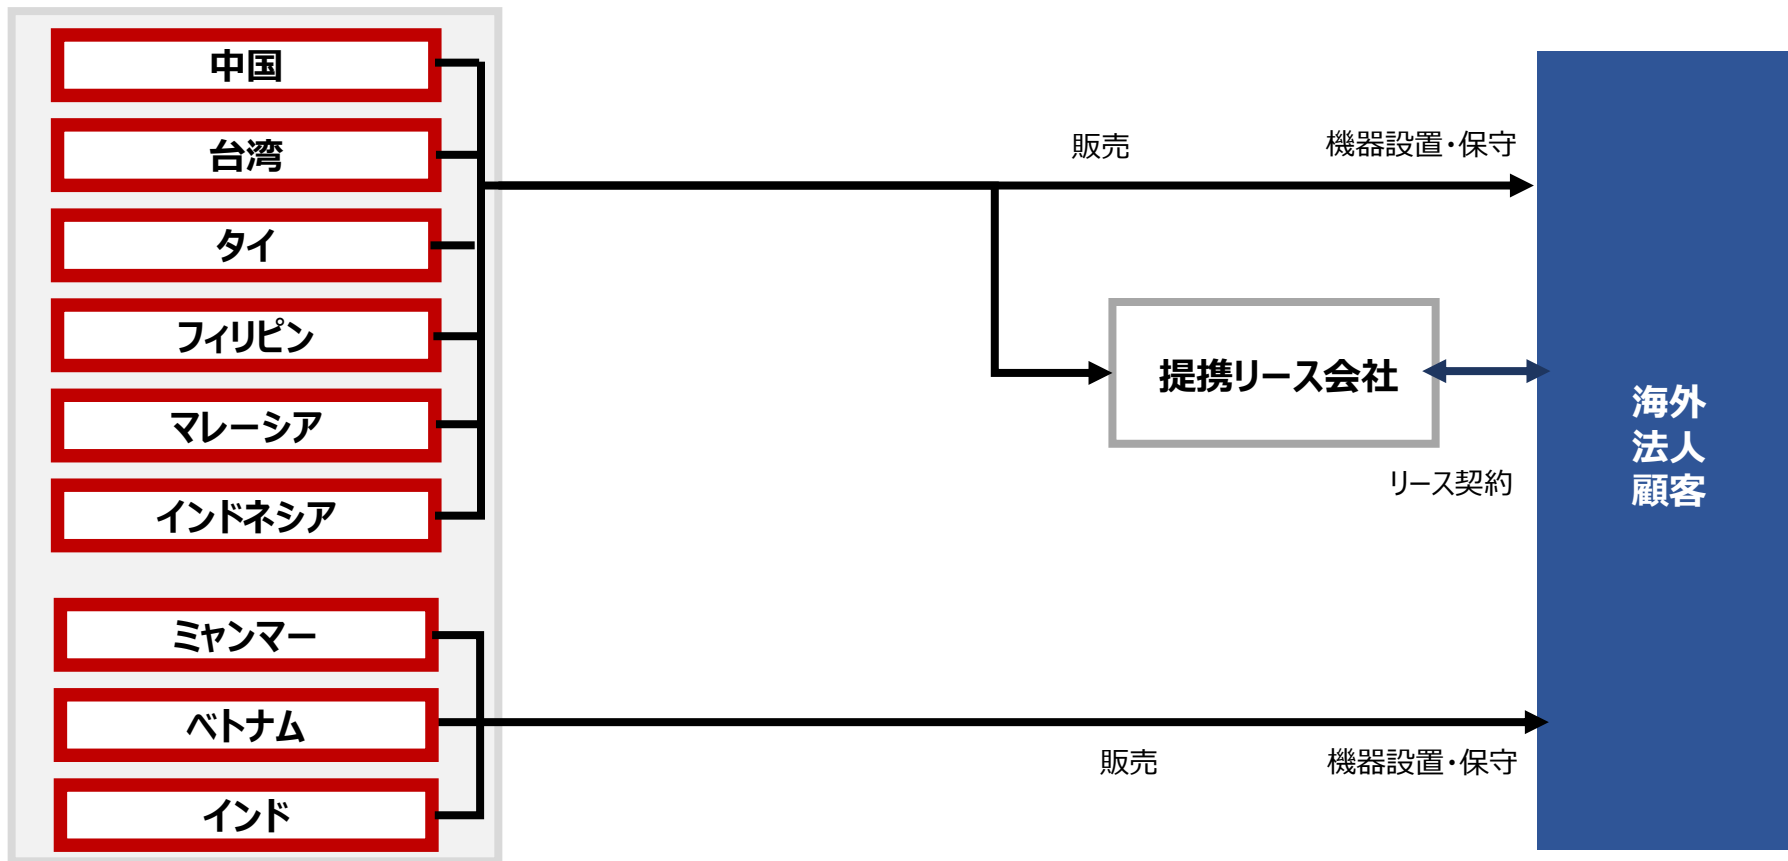 中国
台湾
タイ
フィリピン
マレーシア
インドネシア
ミャンマー
ベトナム
インド
販売
機器設置・保守
提携リース会社
リース契約
販売
機器設置・保守
海外
法人
顧客